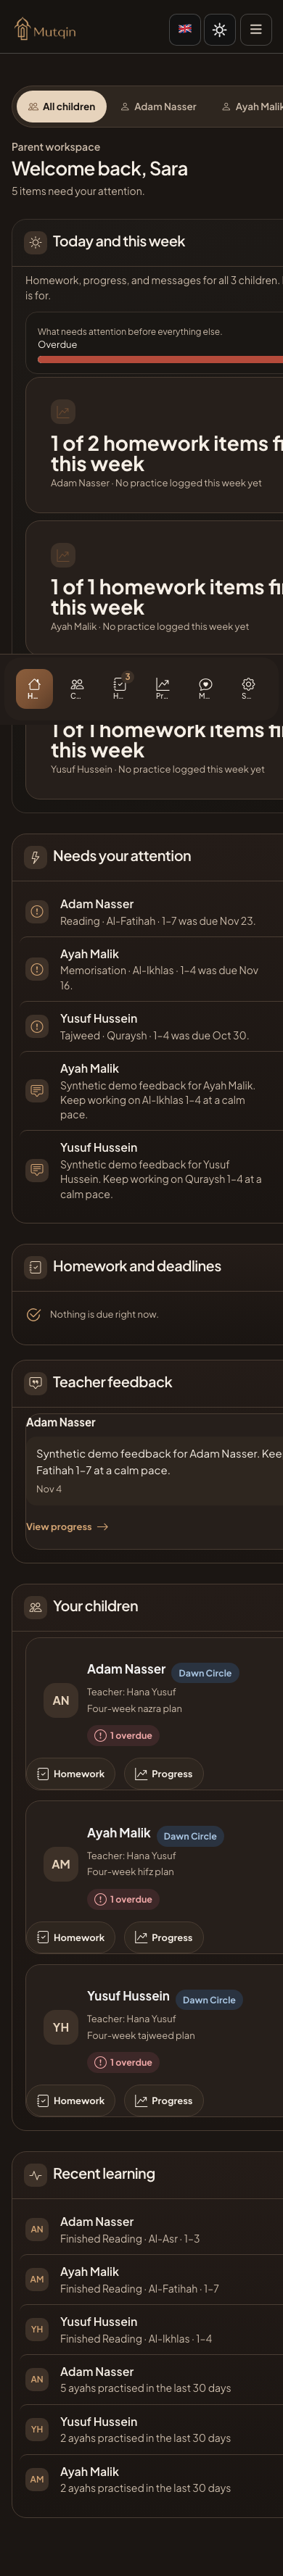 Mutqin
All children
Adam Nasser
Ayah Malik
Parent workspace
Welcome back, Sara
5 items need your attention.
Today and this week
Homework, progress, and messages for all 3 children.
is for.
What needs attention before everything else.
Overdue
1 of 2 homework items fi
this week
Adam Nasser · No practice logged this week yet
1 of 1 homework items fin
this week
Ayah Malik · No practice logged this week yet
H...
C...
3
H...
Pr...
M...
S...
1 of 1 homework items fin
this week
Yusuf Hussein · No practice logged this week yet
Needs your attention
Adam Nasser
Reading · Al-Fatihah · 1–7 was due Nov 23.
Ayah Malik
Memorisation · Al-Ikhlas · 1–4 was due Nov
16.
Yusuf Hussein
Tajweed · Quraysh · 1–4 was due Oct 30.
Ayah Malik
Synthetic demo feedback for Ayah Malik.
Keep working on Al-Ikhlas 1–4 at a calm
pace.
Yusuf Hussein
Synthetic demo feedback for Yusuf
Hussein. Keep working on Quraysh 1–4 at a
calm pace.
Homework and deadlines
Nothing is due right now.
Teacher feedback
Adam Nasser
Synthetic demo feedback for Adam Nasser. Kee
Fatihah 1–7 at a calm pace.
Nov 4
View progress →
Your children
AN
Adam Nasser
Dawn Circle
Teacher: Hana Yusuf
Four-week nazra plan
1 overdue
Homework
Progress
AM
Ayah Malik
Dawn Circle
Teacher: Hana Yusuf
Four-week hifz plan
1 overdue
Homework
Progress
YH
Yusuf Hussein
Dawn Circle
Teacher: Hana Yusuf
Four-week tajweed plan
1 overdue
Homework
Progress
Recent learning
AN
Adam Nasser
Finished Reading · Al-Asr · 1–3
AM
Ayah Malik
Finished Reading · Al-Fatihah · 1–7
YH
Yusuf Hussein
Finished Reading · Al-Ikhlas · 1–4
AN
Adam Nasser
5 ayahs practised in the last 30 days
YH
Yusuf Hussein
2 ayahs practised in the last 30 days
AM
Ayah Malik
2 ayahs practised in the last 30 days